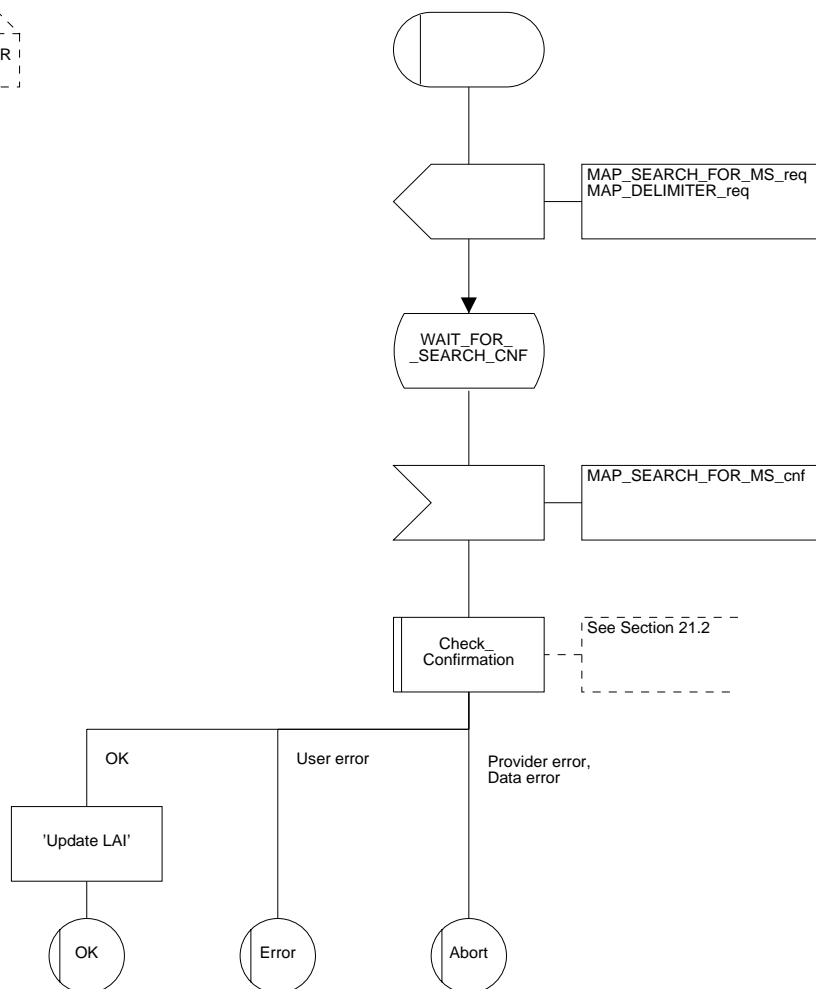 R
MAP_SEARCH_FOR_MS_req
MAP_DELIMITER_req
WAIT_FOR_
_SEARCH_CNF
MAP_SEARCH_FOR_MS_cnf
Check_
Confirmation
See Section 21.2
OK
User error
Provider error,
Data error
'Update LAI'
OK
Error
Abort